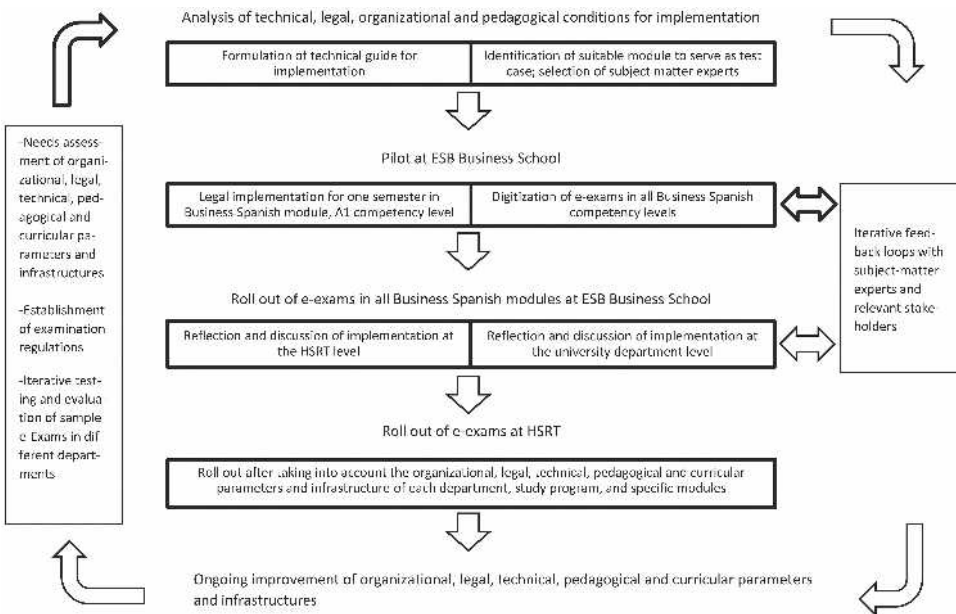 Analysis of technical, legal, organizational and pedagogical conditions for implementation
Formulation of technical guide for
implementation
Identification of suitable module to serve as test
case; selection of subject matter experts
Pilot at ESB Business School
Legal implementation for one semester in
Business Spanish module, A1 competency level
Digitization of e-exams in all Business Spanish
competency levels
Roll out of e-exams in all Business Spanish modules at ESB Business School
Reflection and discussion of implementation at
the HSRT level
Reflection and discussion of implementation at
the university department level
Roll out of e-exams at HSRT
Roll out after taking into account the organizational, legal, technical, pedagogical and curricular
parameters and infrastructure of each department, study program, and specific modules
Ongoing improvement of organizational, legal, technical, pedagogical and curricular parameters
and infrastructures
-Needs assess-
ment of organi-
zational, legal,
technical, ped-
agogical and
curricular pa-
rameters and
infrastructures
-Establishment
of examination
regulations
-Iterative test-
ing and evalua-
tion of sample
e-Exams in dif-
ferent depart-
ments
Iterative feed-
back loops with
subject-matter
experts and
relevant stake-
holders